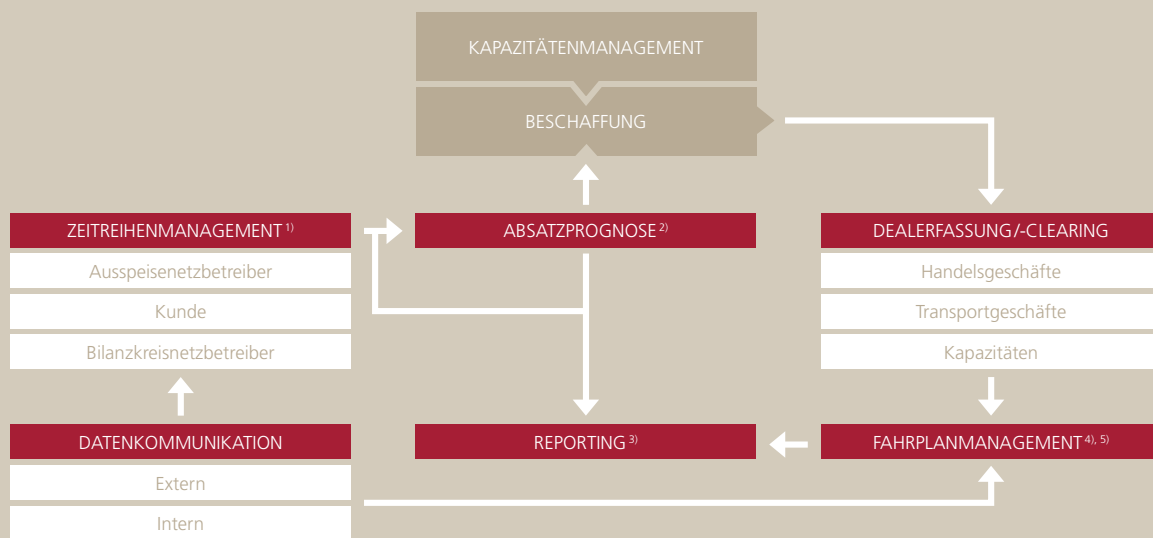 KAPAZITÄTENMANAGEMENT
BESCHAFFUNG
ZEITREIHENMANAGEMENT 1)
Ausspeisenetzbetreiber
Kunde
Bilanzkreisnetzbetreiber
ABSATZPROGNOSE 2)
DEALERFASSUNG/-CLEARING
Handelsgeschäfte
Transportgeschäfte
Kapazitäten
DATENKOMMUNIKATION
Extern
Intern
REPORTING 3)
FAHRPLANMANAGEMENT 4), 5)